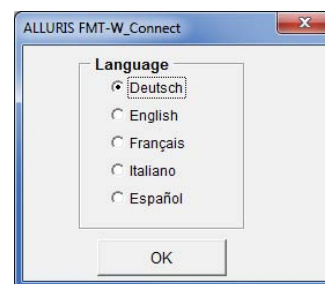 ALLURIS FMT-W_Connect
Language
Deutsch
English
Français
Italiano
Español
OK